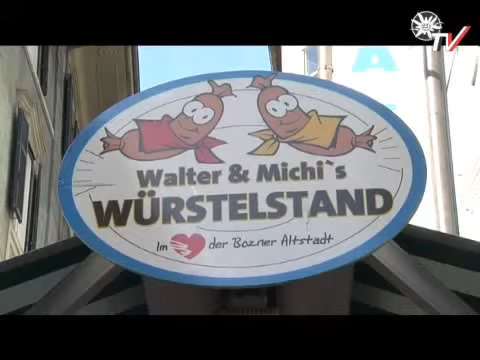 TV
A
Walter & Michi`s
WÜRSTELSTAND
Im der Bozner Altstadt